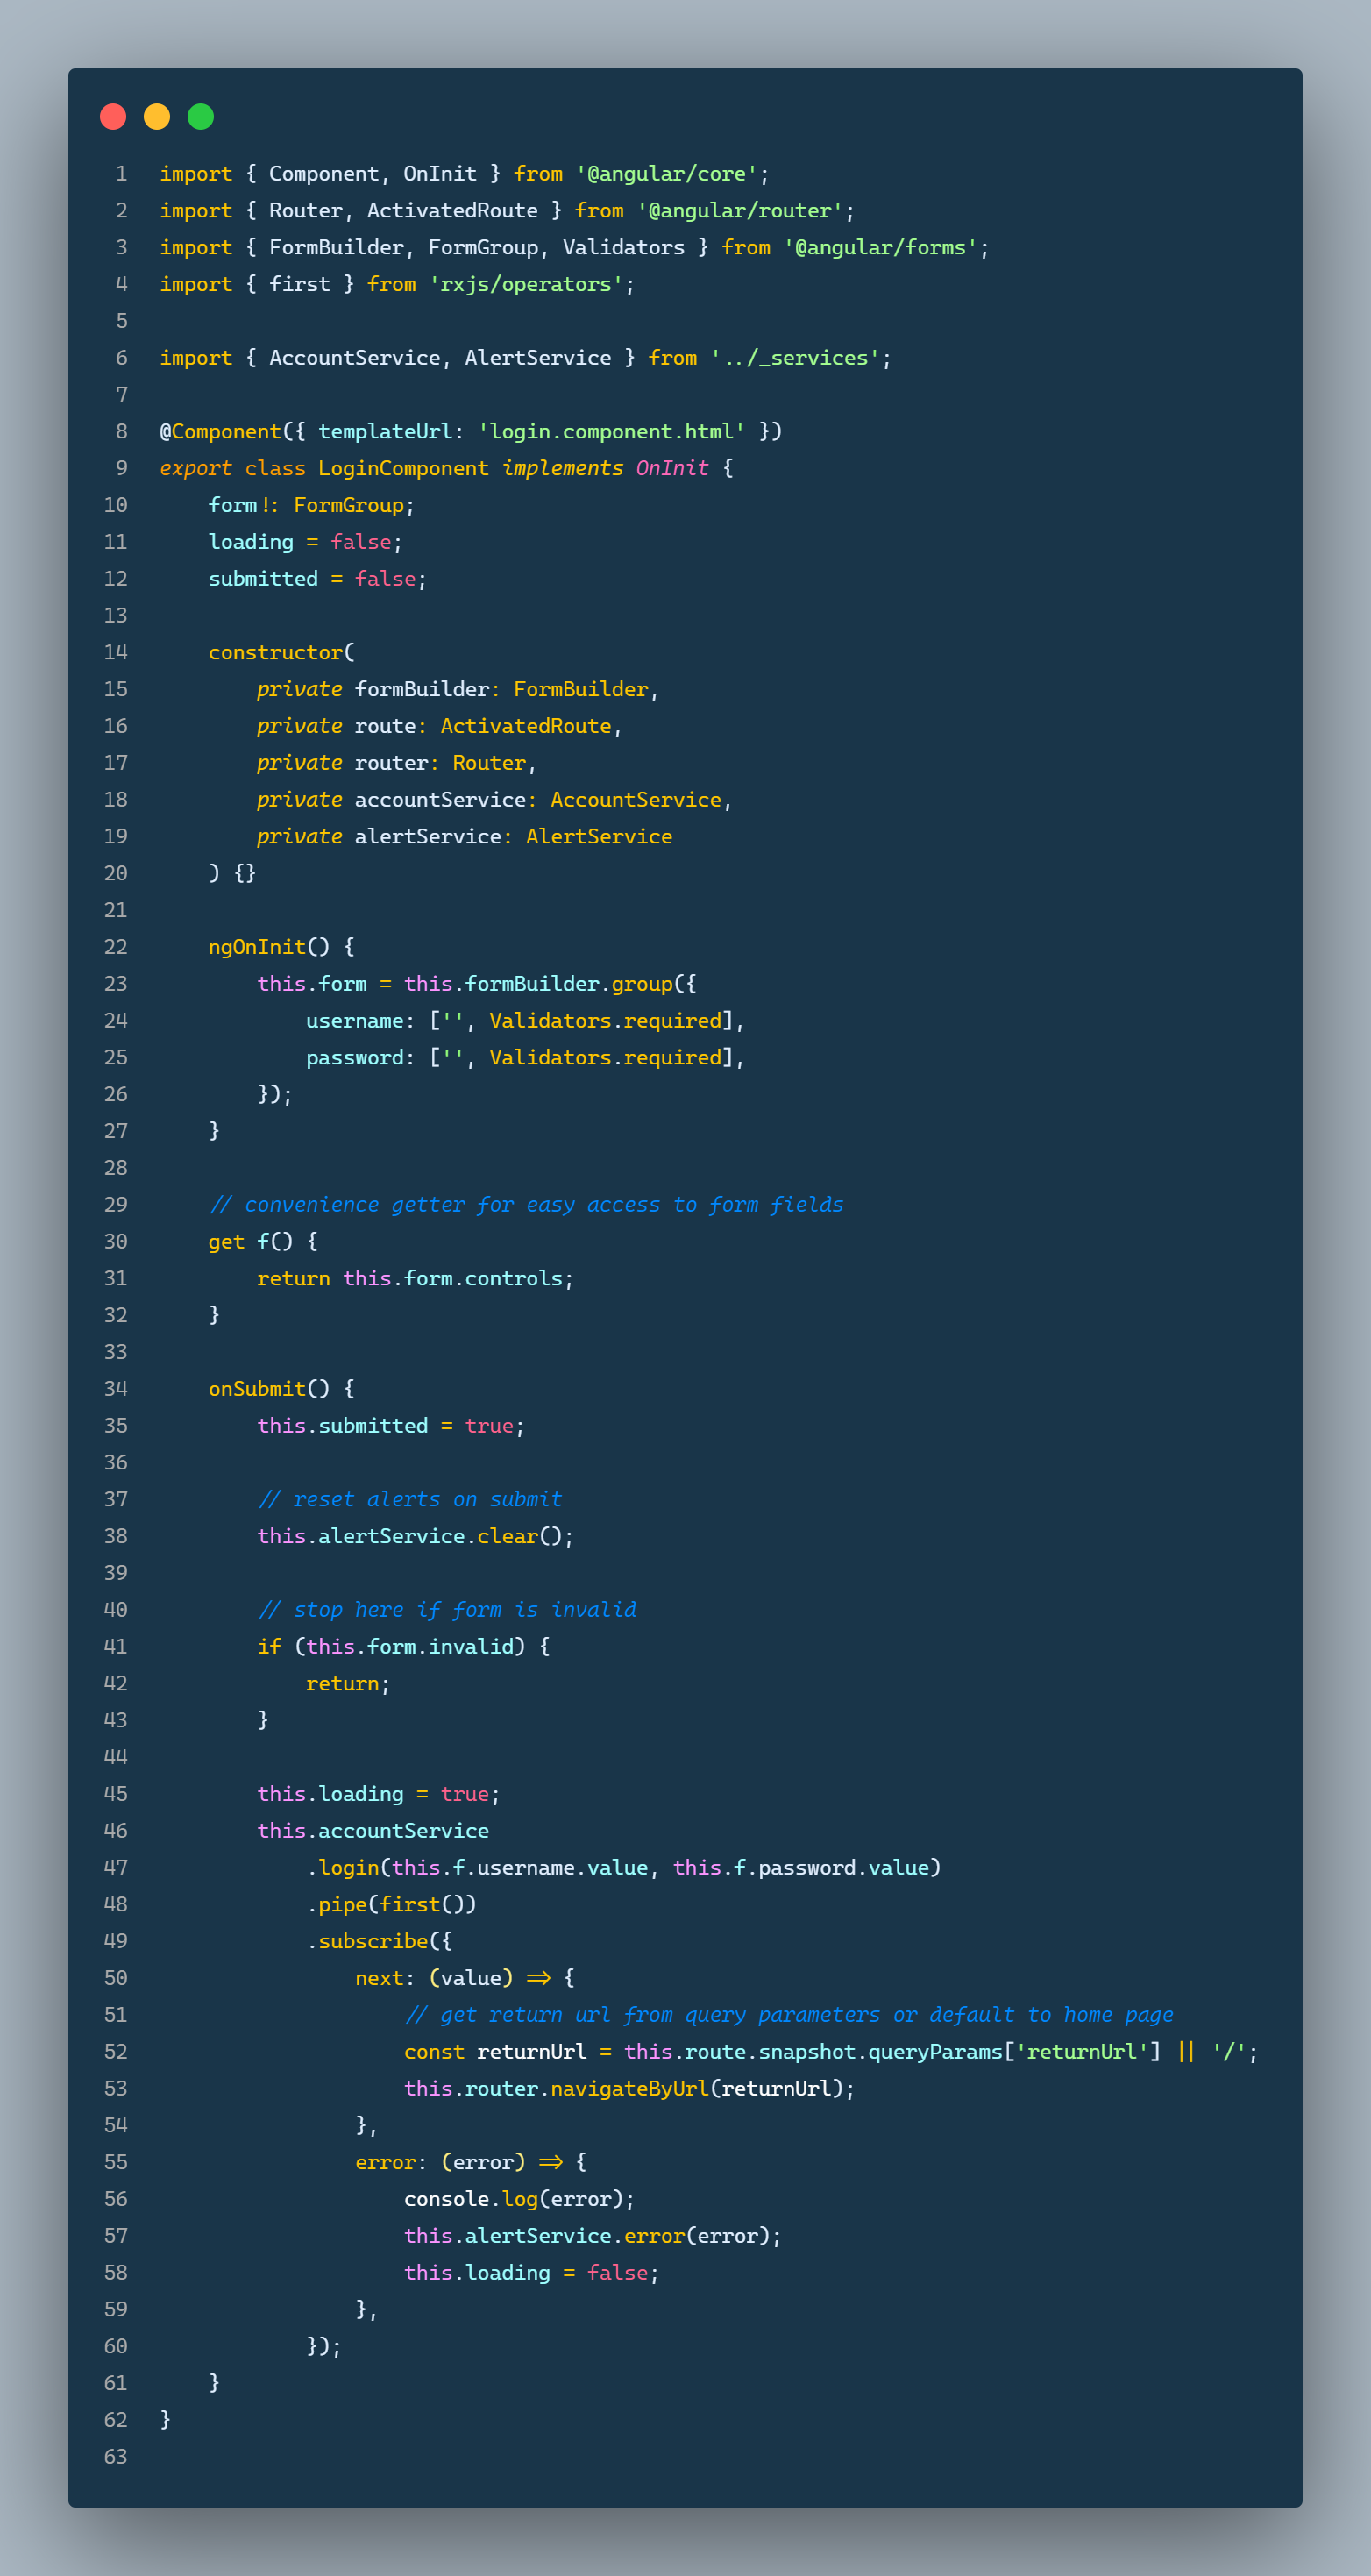 1 import { Component, OnInit } from '@angular/core';
2 import { Router, ActivatedRoute } from '@angular/router';
3 import { FormBuilder, FormGroup, Validators } from '@angular/forms';
4 import { first } from 'rxjs/operators';
5
6 import { AccountService, AlertService } from '../_services';
7
8 @Component({ templateUrl: 'login.component.html' })
9 export class LoginComponent implements OnInit {
10     form!: FormGroup;
11     loading = false;
12     submitted = false;
13
14     constructor(
15         private formBuilder: FormBuilder,
16         private route: ActivatedRoute,
17         private router: Router,
18         private accountService: AccountService,
19         private alertService: AlertService
20     ) {}
21
22     ngOnInit() {
23         this.form = this.formBuilder.group({
24             username: ['', Validators.required],
25             password: ['', Validators.required],
26         });
27     }
28
29     // convenience getter for easy access to form fields
30     get f() {
31         return this.form.controls;
32     }
33
34     onSubmit() {
35         this.submitted = true;
36
37         // reset alerts on submit
38         this.alertService.clear();
39
40         // stop here if form is invalid
41         if (this.form.invalid) {
42             return;
43         }
44
45         this.loading = true;
46         this.accountService
47             .login(this.f.username.value, this.f.password.value)
48             .pipe(first())
49             .subscribe({
50                 next: (value) => {
51                     // get return url from query parameters or default to home page
52                     const returnUrl = this.route.snapshot.queryParams['returnUrl'] || '/';
53                     this.router.navigateByUrl(returnUrl);
54                 },
55                 error: (error) => {
56                     console.log(error);
57                     this.alertService.error(error);
58                     this.loading = false;
59                 },
60             });
61     }
62 }
63